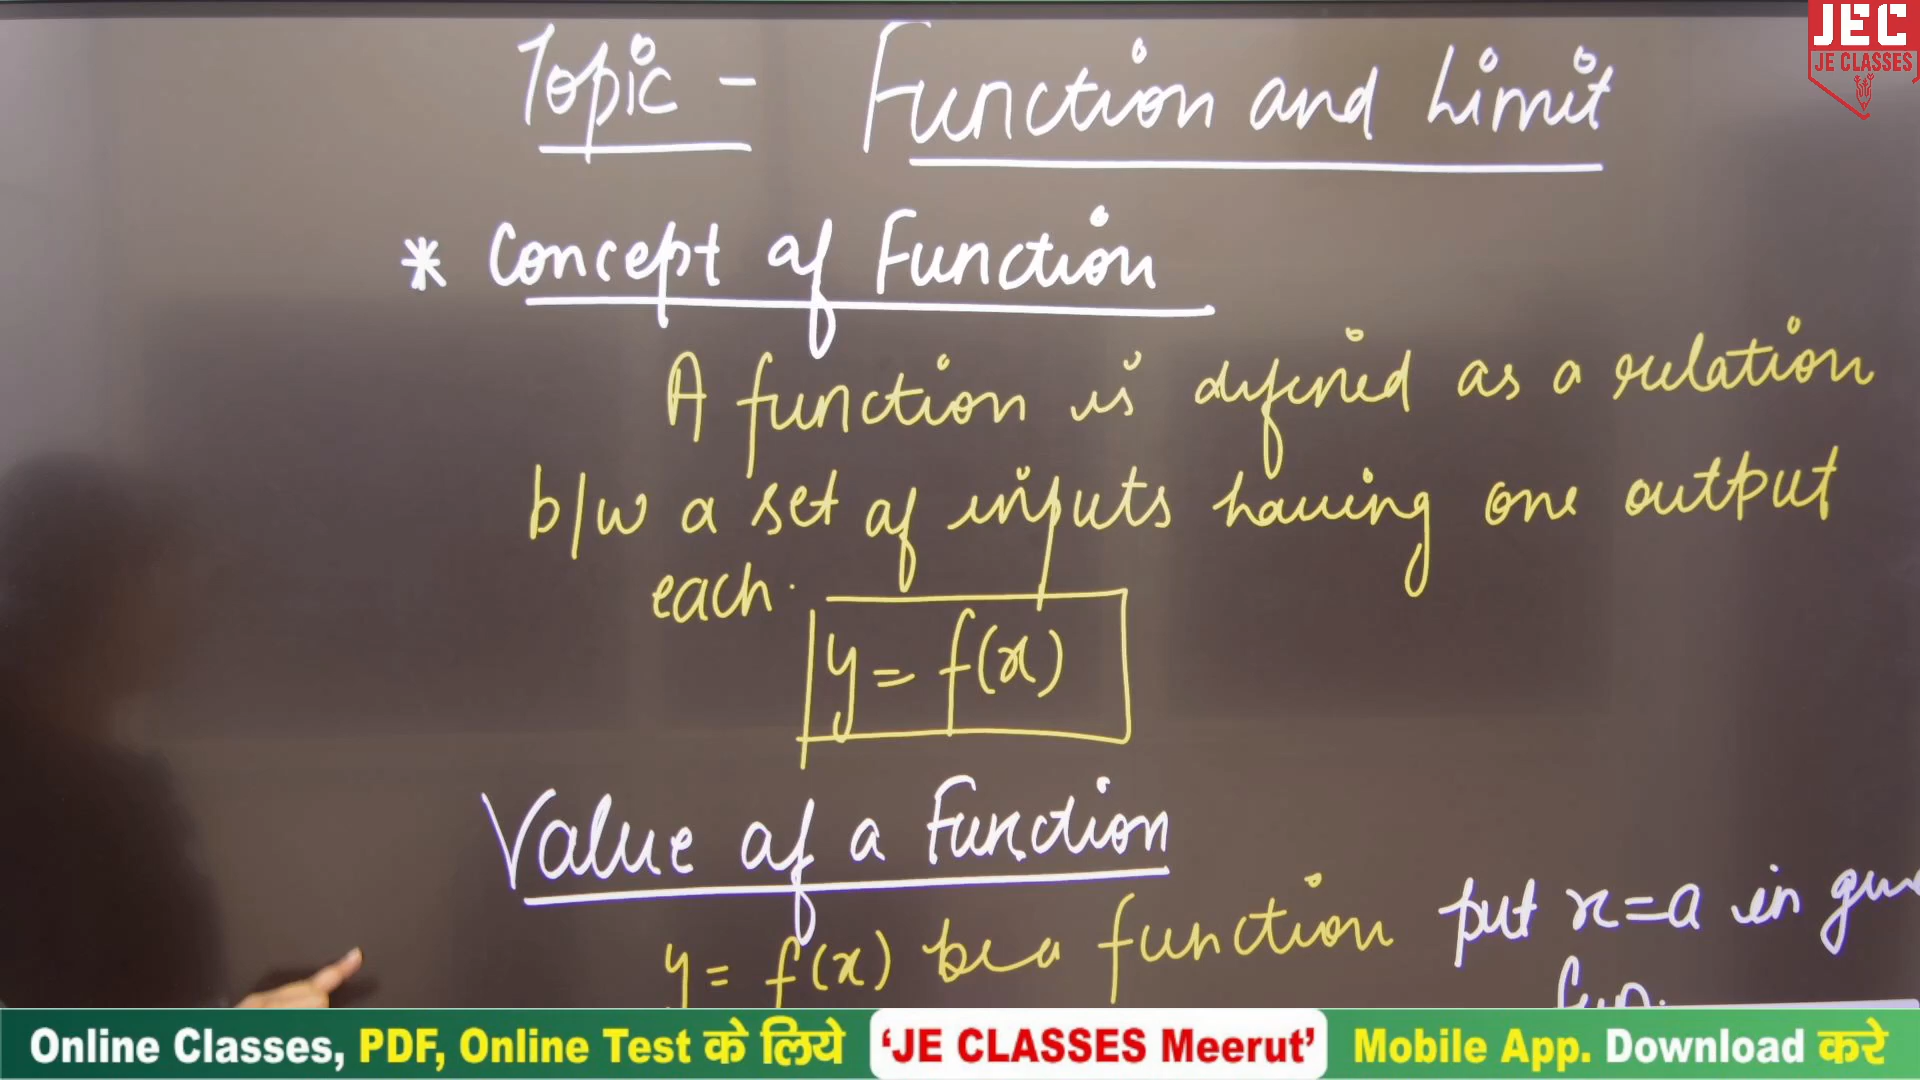 JEC
JE CLASSES
Topic - Function and Limit
* Concept of Function
A function is defined as a relation
b/w a set of inputs having one output
each.
y = f(x)
Value of a Function
y = f(x) be a function put x=a in
fun.
Online Classes, PDF, Online Test के लिये 'JE CLASSES Meerut' Mobile App. Download करे